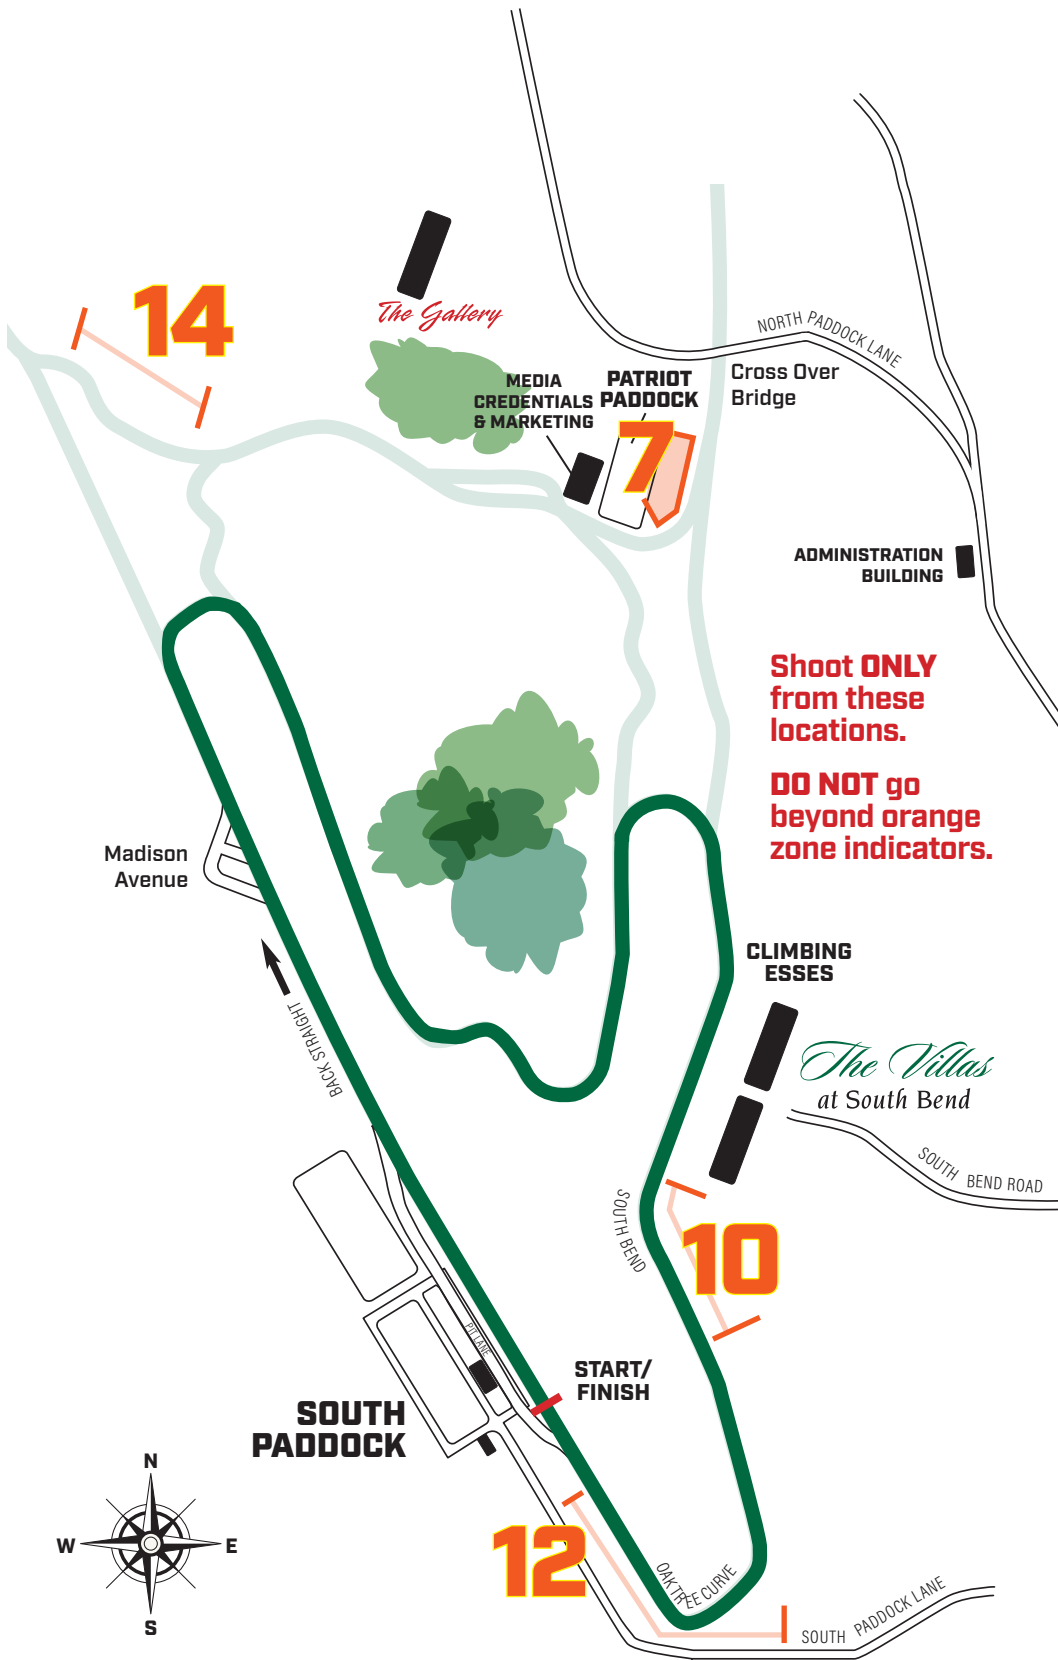 14
The Gallery
NORTH PADDOCK LANE
MEDIA
CREDENTIALS
& MARKETING
PATRIOT
PADDOCK
Cross Over
Bridge
7
ADMINISTRATION
BUILDING
Shoot ONLY
from these
locations.
DO NOT go
beyond orange
zone indicators.
Madison
Avenue
CLIMBING
ESSES
BACK STRAIGHT
The Villas
at South Bend
SOUTH BEND ROAD
SOUTH BEND
10
PIT LANE
START/
FINISH
SOUTH
PADDOCK
N
W
E
S
12
OAK TREE CURVE
SOUTH PADDOCK LANE